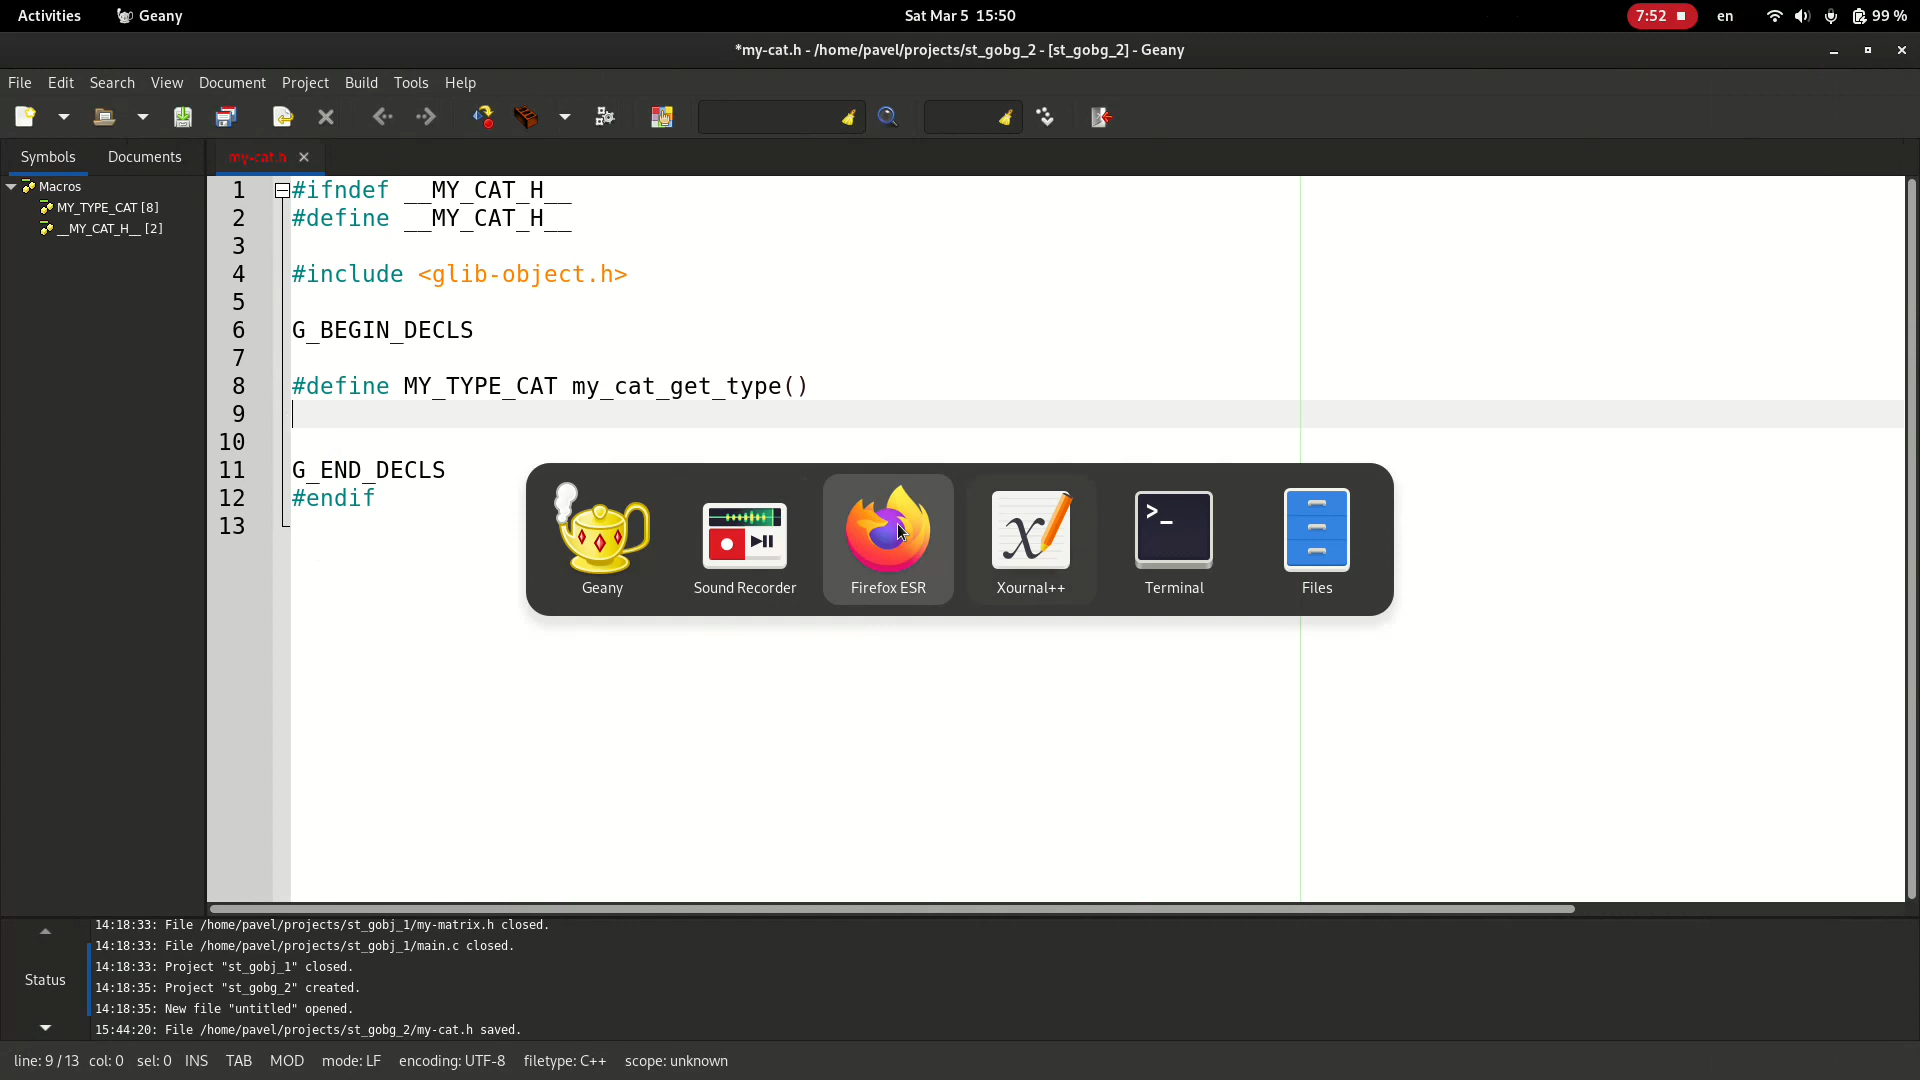 Activities Geany Sat Mar 5 15:50 7:52 en 99 %
*my-cat.h - /home/pavel/projects/st_gobg_2 - [st_gobg_2] - Geany
File Edit Search View Document Project Build Tools Help
Symbols Documents my-cat.h
Macros
MY_TYPE_CAT [8]
__MY_CAT_H__ [2]
1 #ifndef __MY_CAT_H__
2 #define __MY_CAT_H__
3
4 #include <glib-object.h>
5
6 G_BEGIN_DECLS
7
8 #define MY_TYPE_CAT my_cat_get_type()
9
10
11 G_END_DECLS
12 #endif
13
Geany Sound Recorder Firefox ESR Xournal++ Terminal Files
Status
14:18:33: File /home/pavel/projects/st_gobj_1/my-matrix.h closed.
14:18:33: File /home/pavel/projects/st_gobj_1/main.c closed.
14:18:33: Project "st_gobj_1" closed.
14:18:35: Project "st_gobg_2" created.
14:18:35: New file "untitled" opened.
15:44:20: File /home/pavel/projects/st_gobg_2/my-cat.h saved.
line: 9 / 13 col: 0 sel: 0 INS TAB MOD mode: LF encoding: UTF-8 filetype: C++ scope: unknown